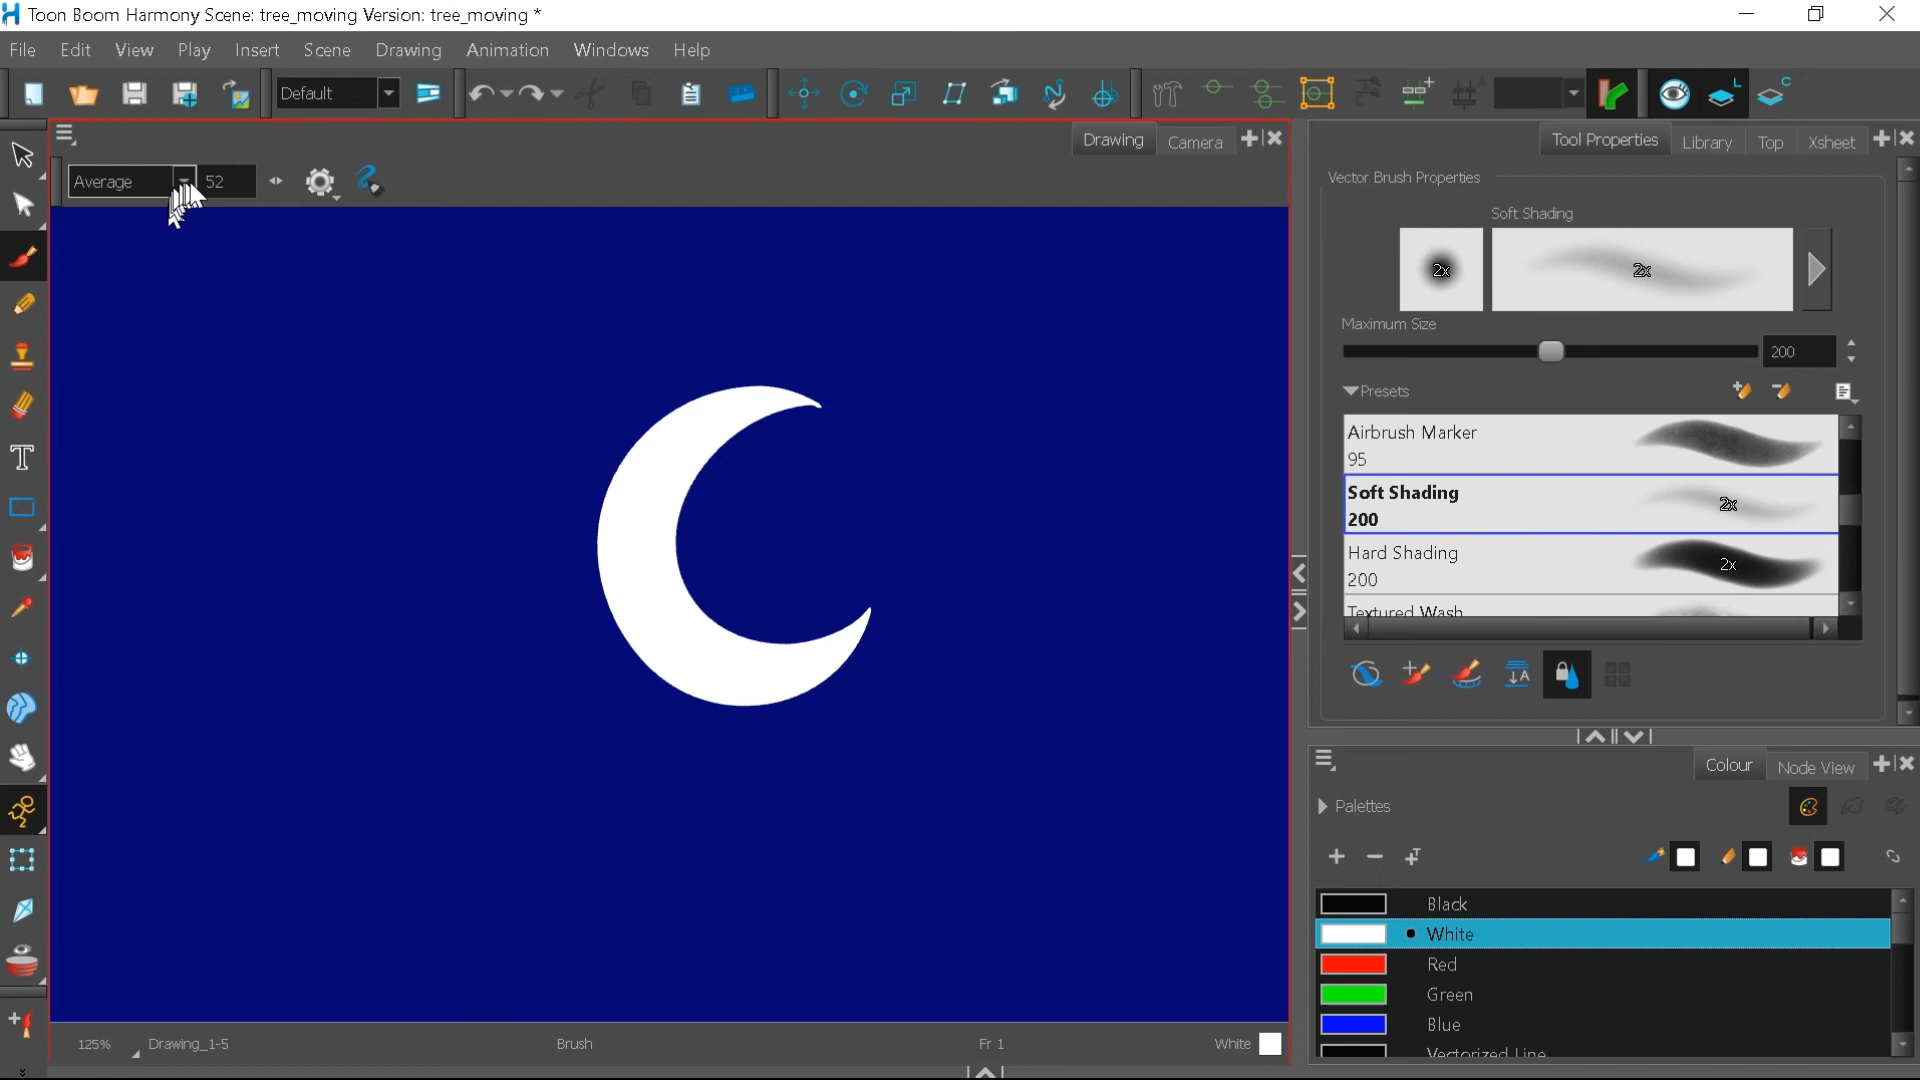 Toon Boom Harmony Scene: tree_moving Version: tree_moving *
File Edit View Play Insert Scene Drawing Animation Windows Help
Default
L C
Drawing Camera
Average 52
Tool Properties Library Top Xsheet
Vector Brush Properties
Soft Shading
2x 2x
Maximum Size
200
Presets
Airbrush Marker
95
Soft Shading
200
2x
Hard Shading
200
2x
Textured Wash
Colour Node View
Palettes
Black
White
Red
Green
Blue
Vectorized Line
125% Drawing_1-5 Brush Fr 1 White